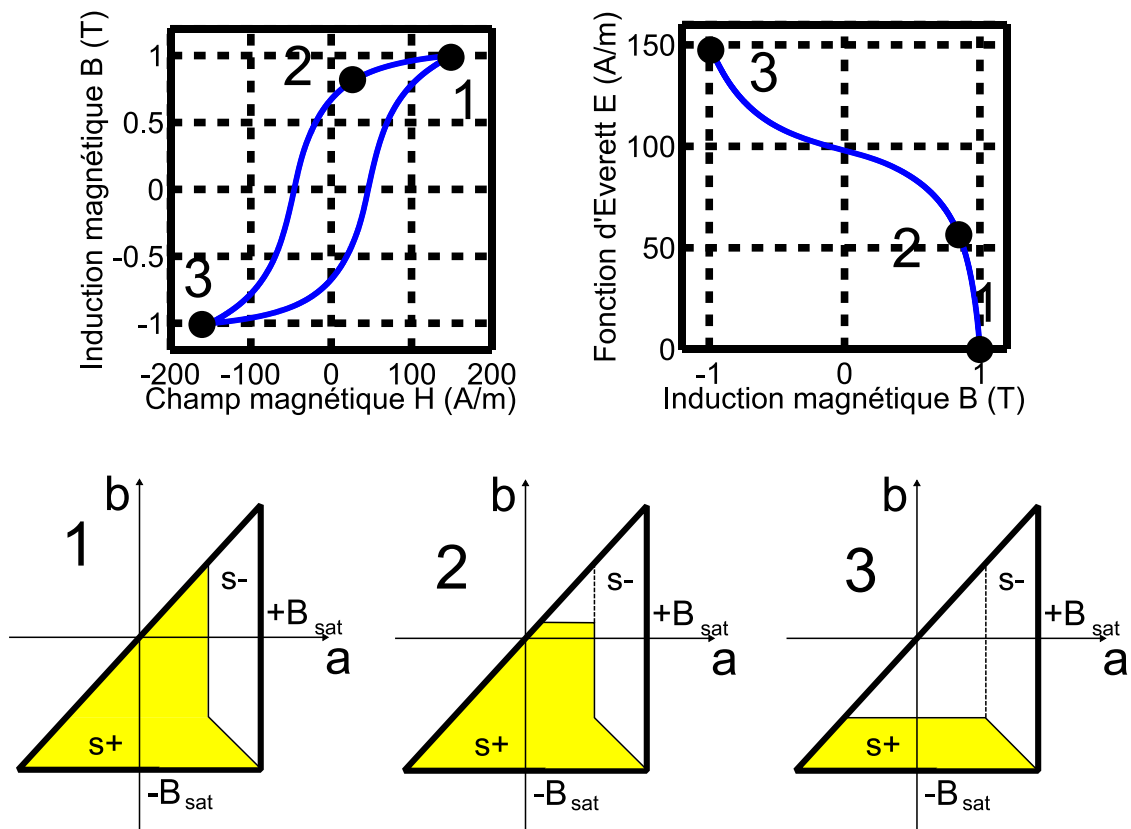 Induction magnétique B (T)
1
0.5
0
-0.5
-1
-200
-100
0
100
200
Champ magnétique H (A/m)
2
1
3
Fonction d'Everett E (A/m)
150
100
50
0
-1
0
1
Induction magnétique B (T)
3
2
1
1
b
s-
+B sat
a
s+
-B sat
2
b
s-
+B sat
a
s+
-B sat
3
b
s-
+B sat
a
s+
-B sat